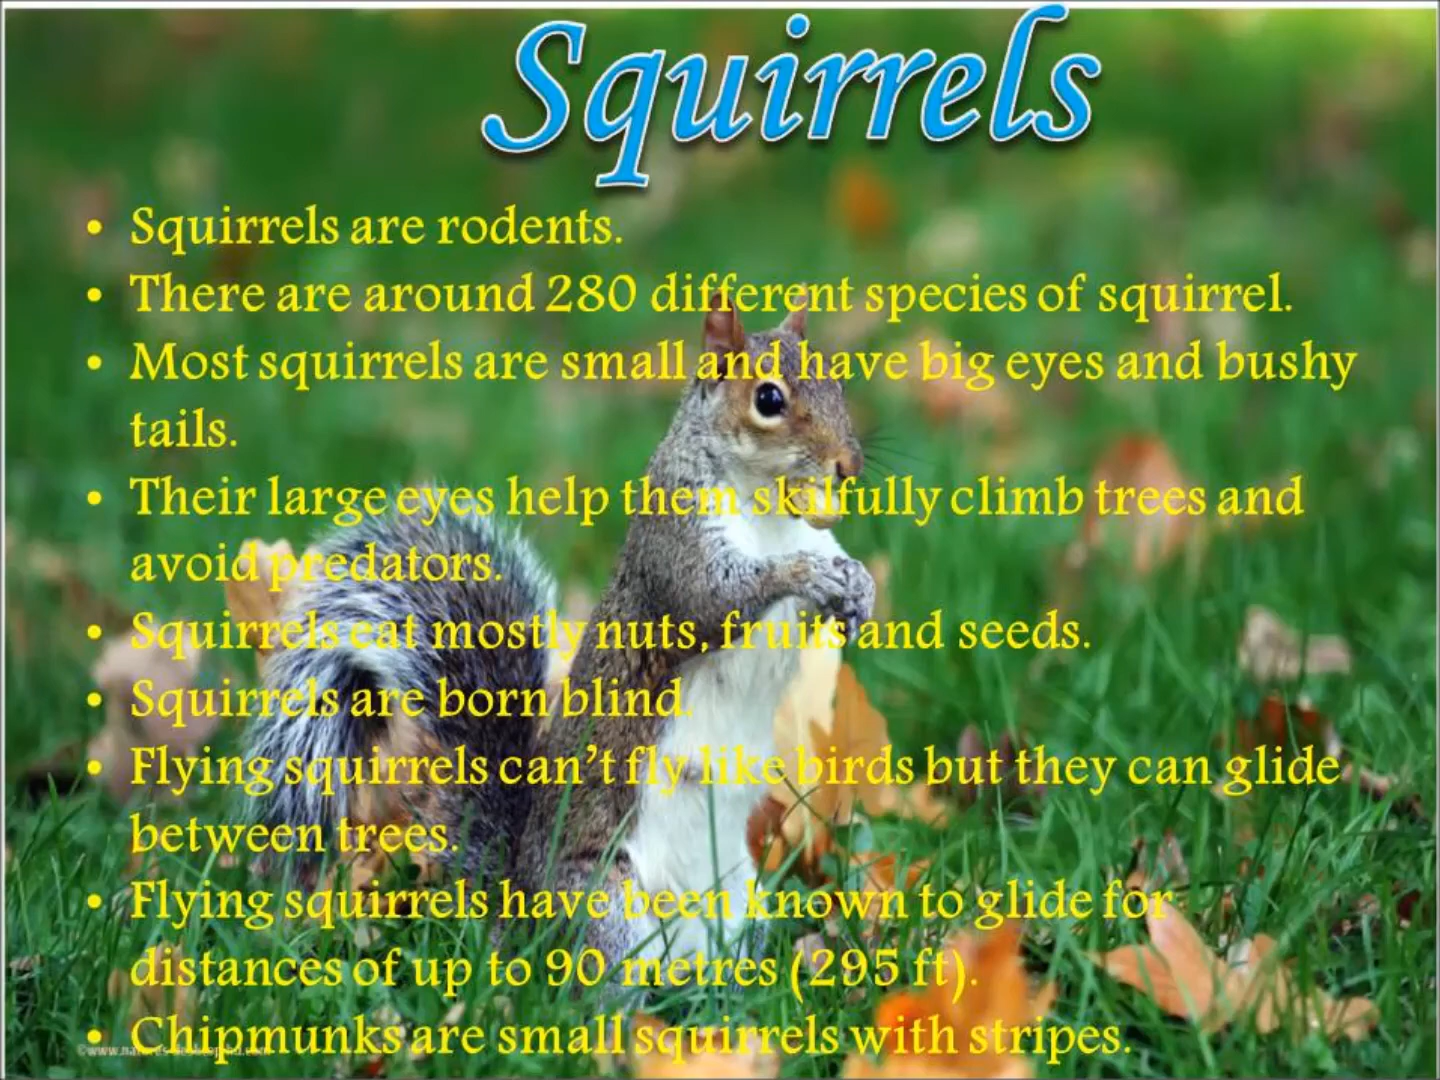 Squirrels
• Squirrels are rodents.
• There are around 280 different species of squirrel.
• Most squirrels are small and have big eyes and bushy
tails.
• Their large eyes help them skilfully climb trees and
avoid predators.
• Squirrels eat mostly nuts, fruits and seeds.
• Squirrels are born blind.
• Flying squirrels can’t fly like birds but they can glide
between trees.
• Flying squirrels have been known to glide for
distances of up to 90 metres (295 ft).
• Chipmunks are small squirrels with stripes.